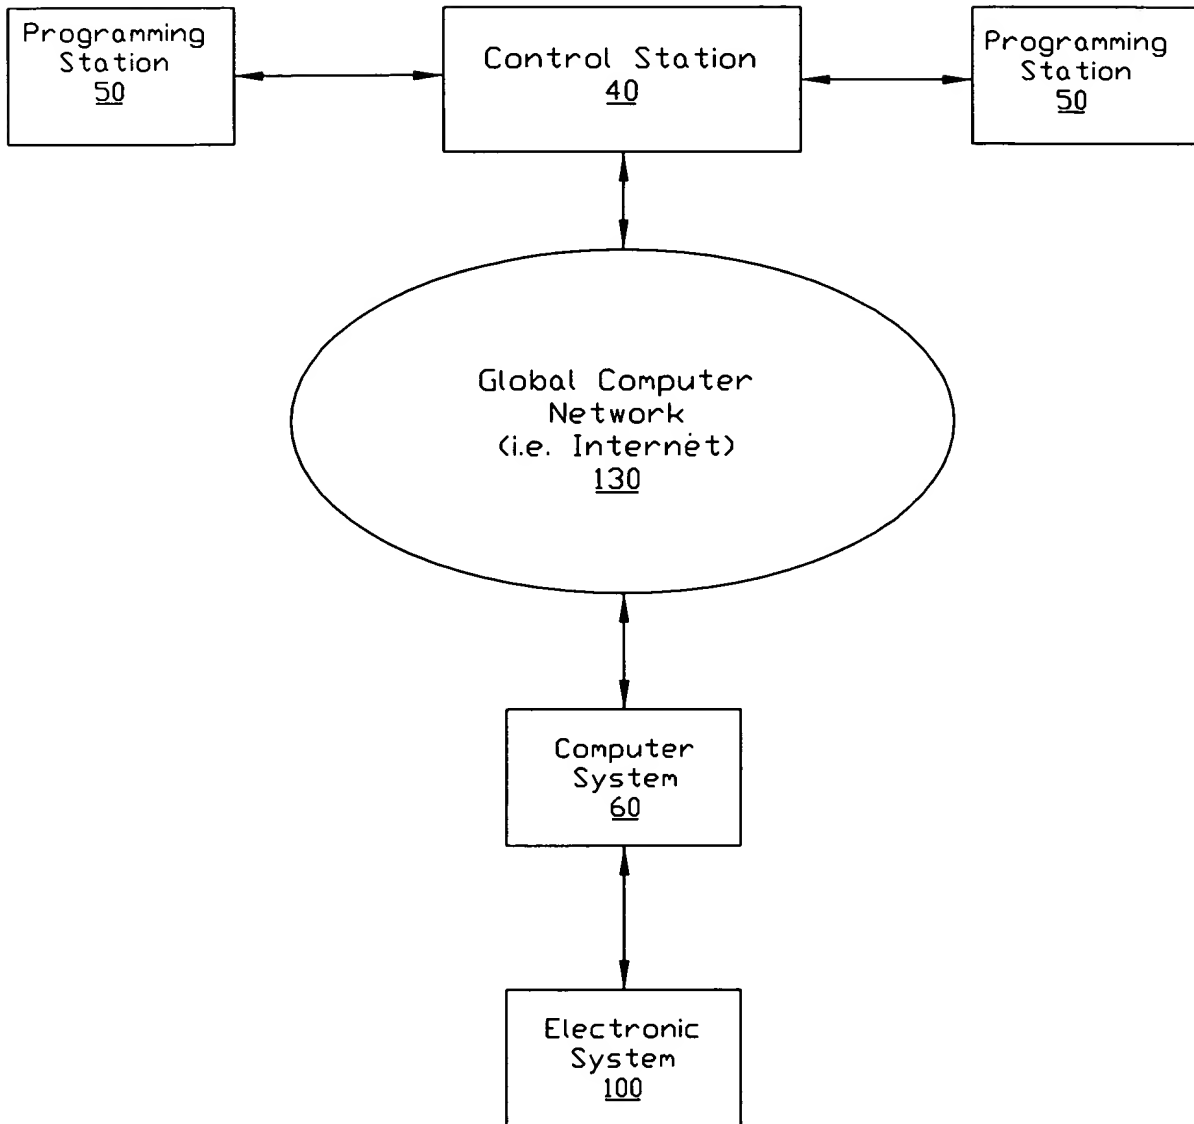 Programming
Station
50
Control Station
40
Programming
Station
50
Global Computer
Network
(i.e. Internet)
130
Computer
System
60
Electronic
System
100